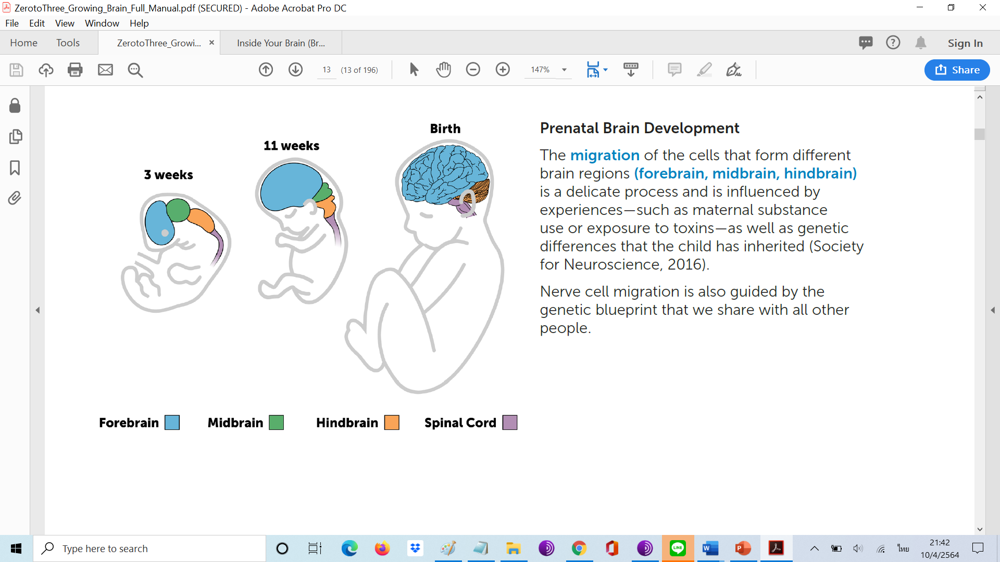 ZerotoThree_Growing_Brain_Full_Manual.pdf (SECURED) - Adobe Acrobat Pro DC
File Edit View Window Help
Home Tools ZerotoThree_Growi... × Inside Your Brain (Br... Sign In
13 (13 of 196) 147% Share
Birth
11 weeks
3 weeks
Prenatal Brain Development
The migration of the cells that form different
brain regions (forebrain, midbrain, hindbrain)
is a delicate process and is influenced by
experiences—such as maternal substance
use or exposure to toxins—as well as genetic
differences that the child has inherited (Society
for Neuroscience, 2016).
Nerve cell migration is also guided by the
genetic blueprint that we share with all other
people.
Forebrain Midbrain Hindbrain Spinal Cord
Type here to search
LINE
ไทย
21:42
10/4/2564